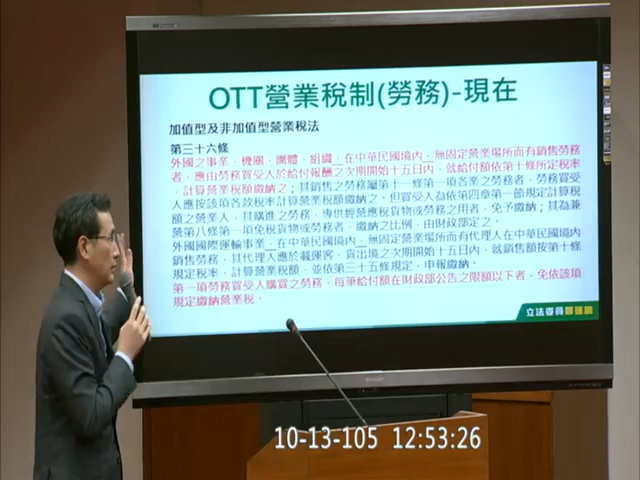 OTT營業稅制(勞務)-現在
加值型及非加值型營業稅法
第三十六條
外國之事業、機關、團體、組織，在中華民國境內，無固定營業場所而有銷售勞務
者，應由勞務買受人於給付報酬之次期開始十五日內，就給付額依第十條所定稅率
，計算營業稅額繳納之；其銷售之勞務屬第十一條第一項各業之勞務者，勞務買受
人應按該項各款稅率計算營業稅額繳納之。但買受人為依第四章第一節規定計算稅
額之營業人，其購進之勞務，專供經營應稅貨物或勞務之用者，免予繳納；其為兼
營第八條第一項免稅貨物或勞務者，繳納之比例，由財政部定之。
外國國際運輸事業，在中華民國境內，無固定營業場所而有代理人在中華民國境內
銷售勞務，其代理人應於載運客、貨出境之次期開始十五日內，就銷售額按第十條
規定稅率，計算營業稅額，並依第三十五條規定，申報繳納。
第一項勞務買受人購買之勞務，每筆給付額在財政部公告之限額以下者，免依該項
規定繳納營業稅。
立法委員
10-13-105 12:53:26